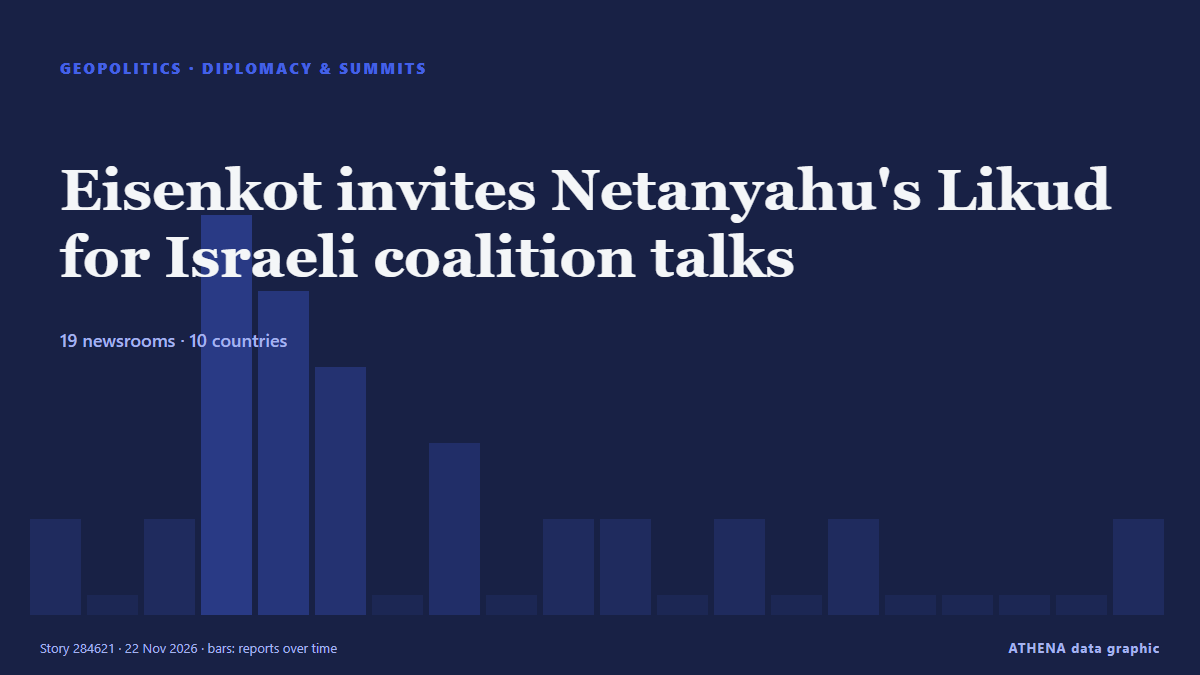 GEOPOLITICS · DIPLOMACY & SUMMITS
Eisenkot invites Netanyahu's Likud
for Israeli coalition talks
19 newsrooms · 10 countries
Story 284621 · 22 Nov 2026 · bars: reports over time
ATHENA data graphic